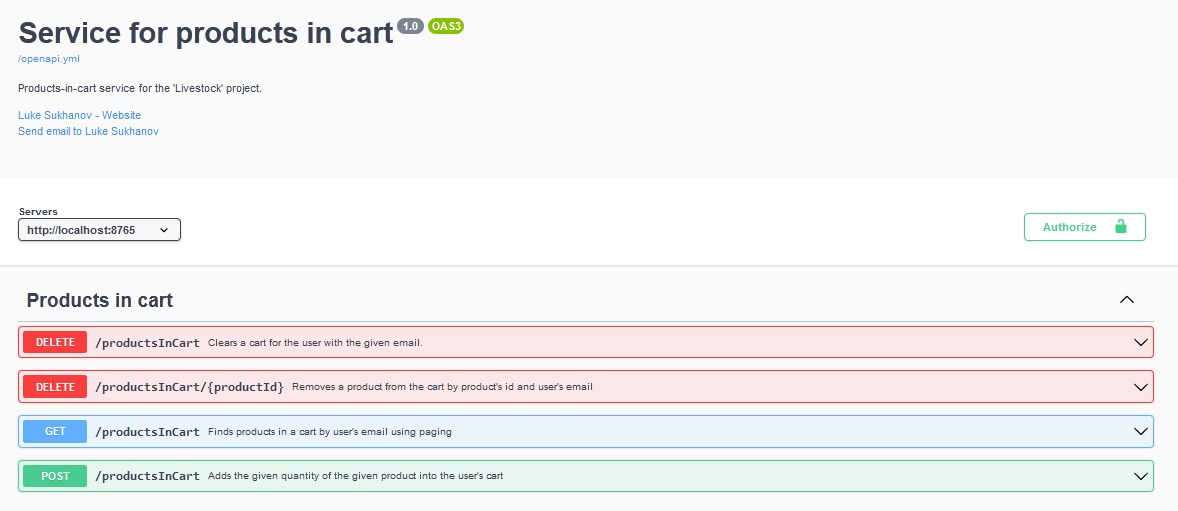 Service for products in cart 1.0 OAS3
/openapi.yml
Products-in-cart service for the 'Livestock' project.
Luke Sukhanov - Website
Send email to Luke Sukhanov
Servers
http://localhost:8765
Authorize
Products in cart
DELETE /productsInCart Clears a cart for the user with the given email.
DELETE /productsInCart/{productId} Removes a product from the cart by product's id and user's email
GET /productsInCart Finds products in a cart by user's email using paging
POST /productsInCart Adds the given quantity of the given product into the user's cart